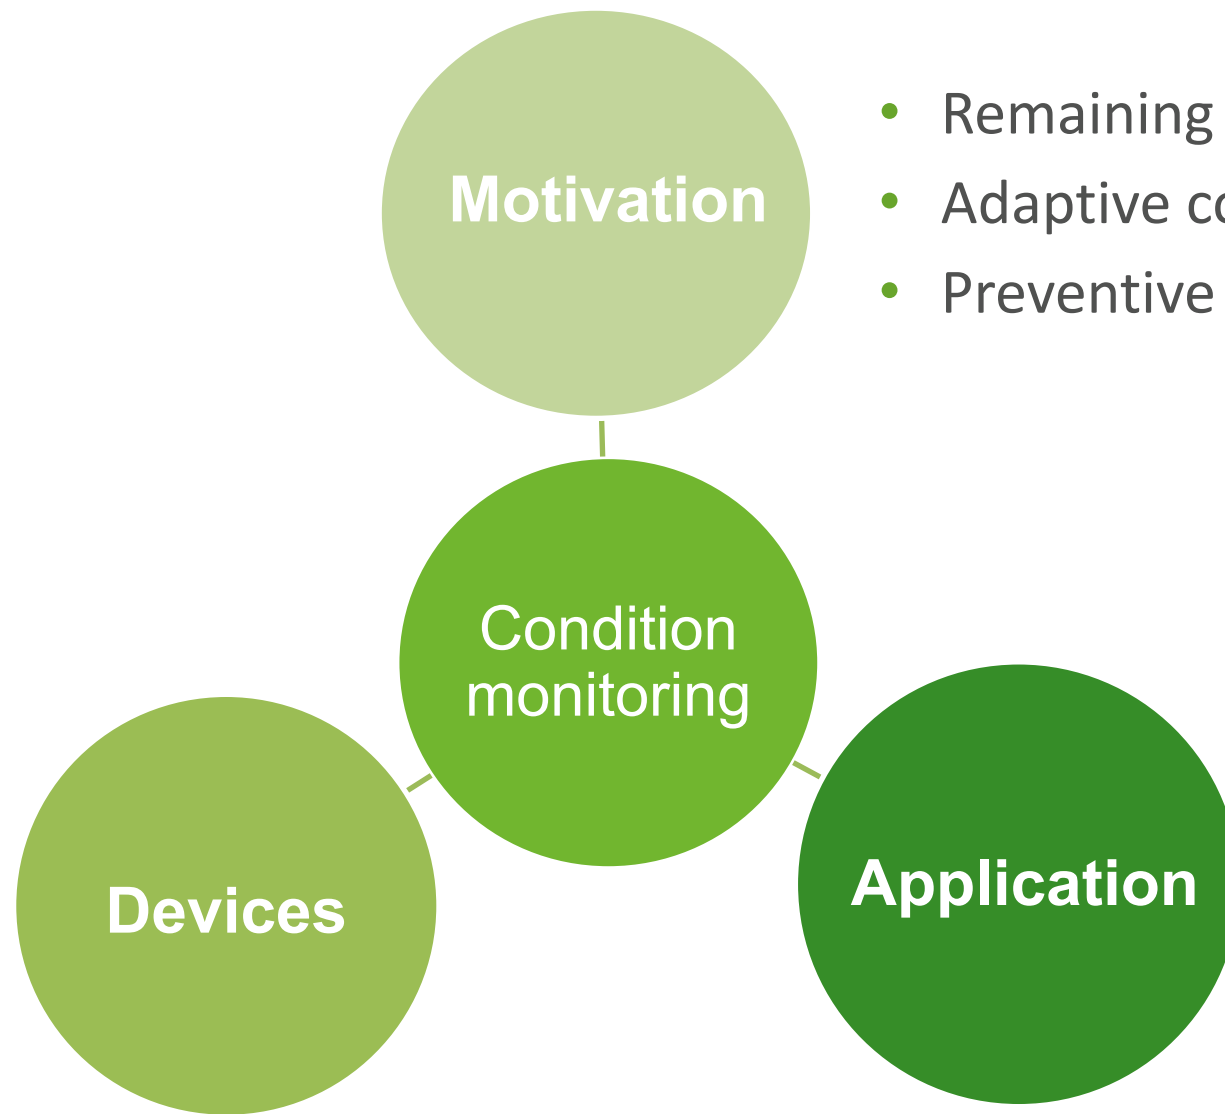 Motivation
• Remaining
• Adaptive
• Preventive
Condition
monitoring
Devices
Application